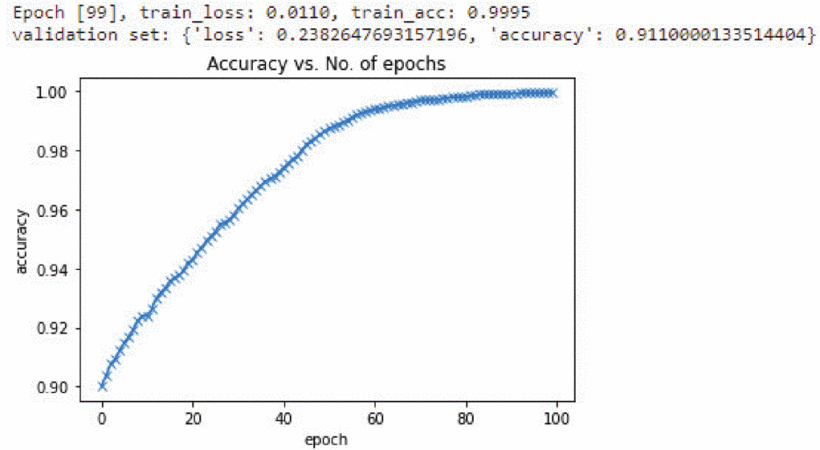 Epoch [99], train_loss: 0.0110, train_acc: 0.9995
validation set: {'loss': 0.2382647693157196, 'accuracy': 0.9110000133514404}
Accuracy vs. No. of epochs
1.00
0.98
0.96
0.94
0.92
0.90
accuracy
0 20 40 60 80 100
epoch